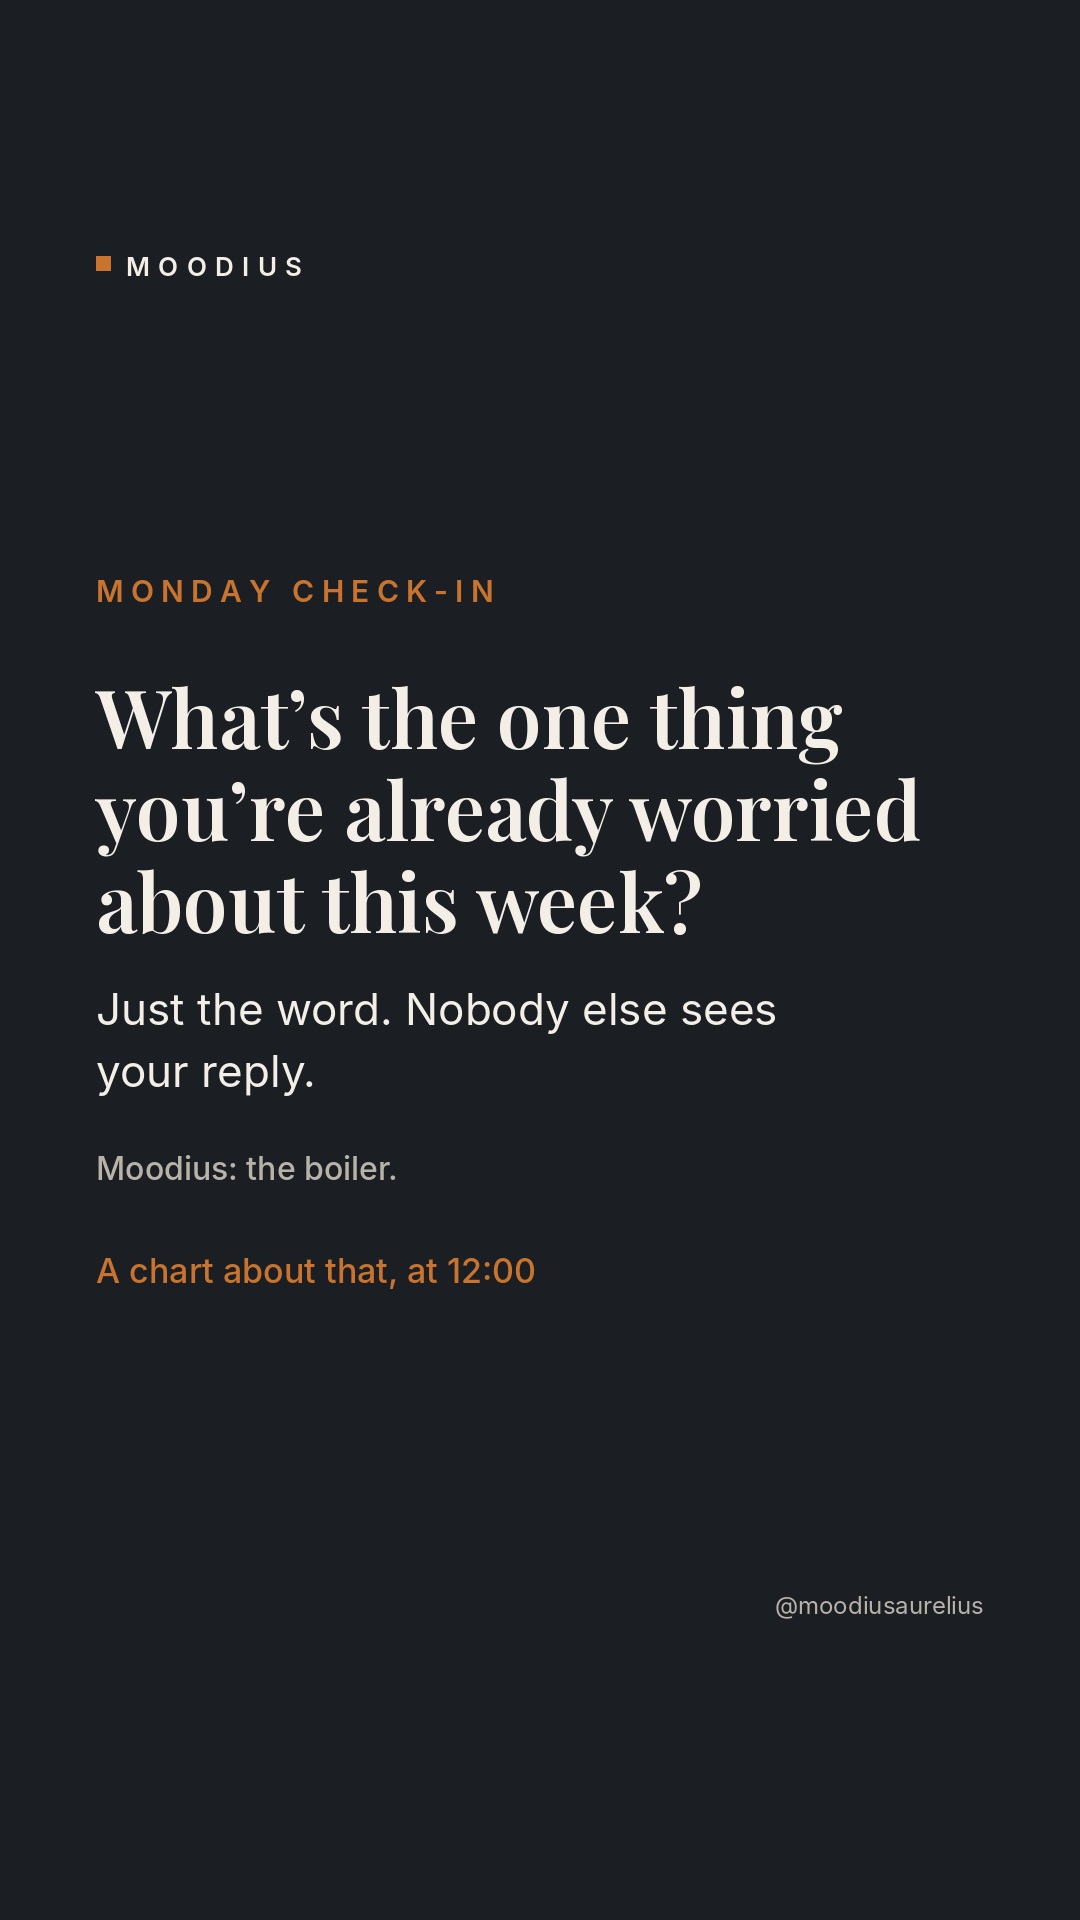 MOODIUS
MONDAY CHECK-IN
What’s the one thing
you’re already worried
about this week?
Just the word. Nobody else sees
your reply.
Moodius: the boiler.
A chart about that, at 12:00
@moodiusaurelius